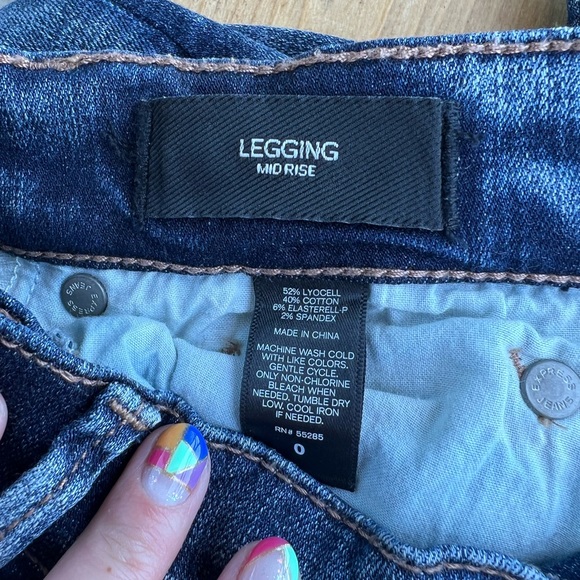 LEGGING
MID RISE
52% LYOCELL
40% COTTON
6% ELASTERELL-P
2% SPANDEX
MADE IN CHINA
MACHINE WASH COLD
WITH LIKE COLORS.
GENTLE CYCLE.
ONLY NON-CHLORINE
BLEACH WHEN
NEEDED. TUMBLE DRY
LOW. COOL IRON
IF NEEDED.
RN# 55285
0
EXPRESS
JEANS
EXPRESS
JEANS